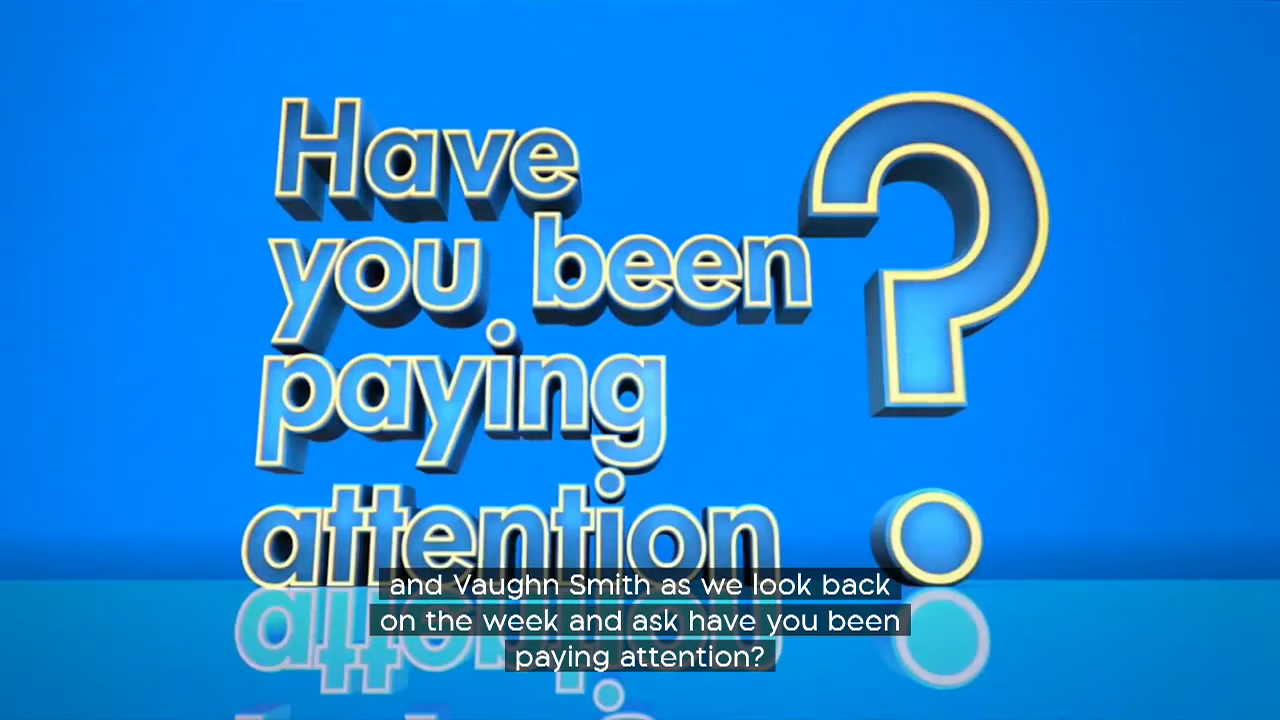 Have
you been
paying
attention
?
and Vaughn Smith as we look back
on the week and ask have you been
paying attention?